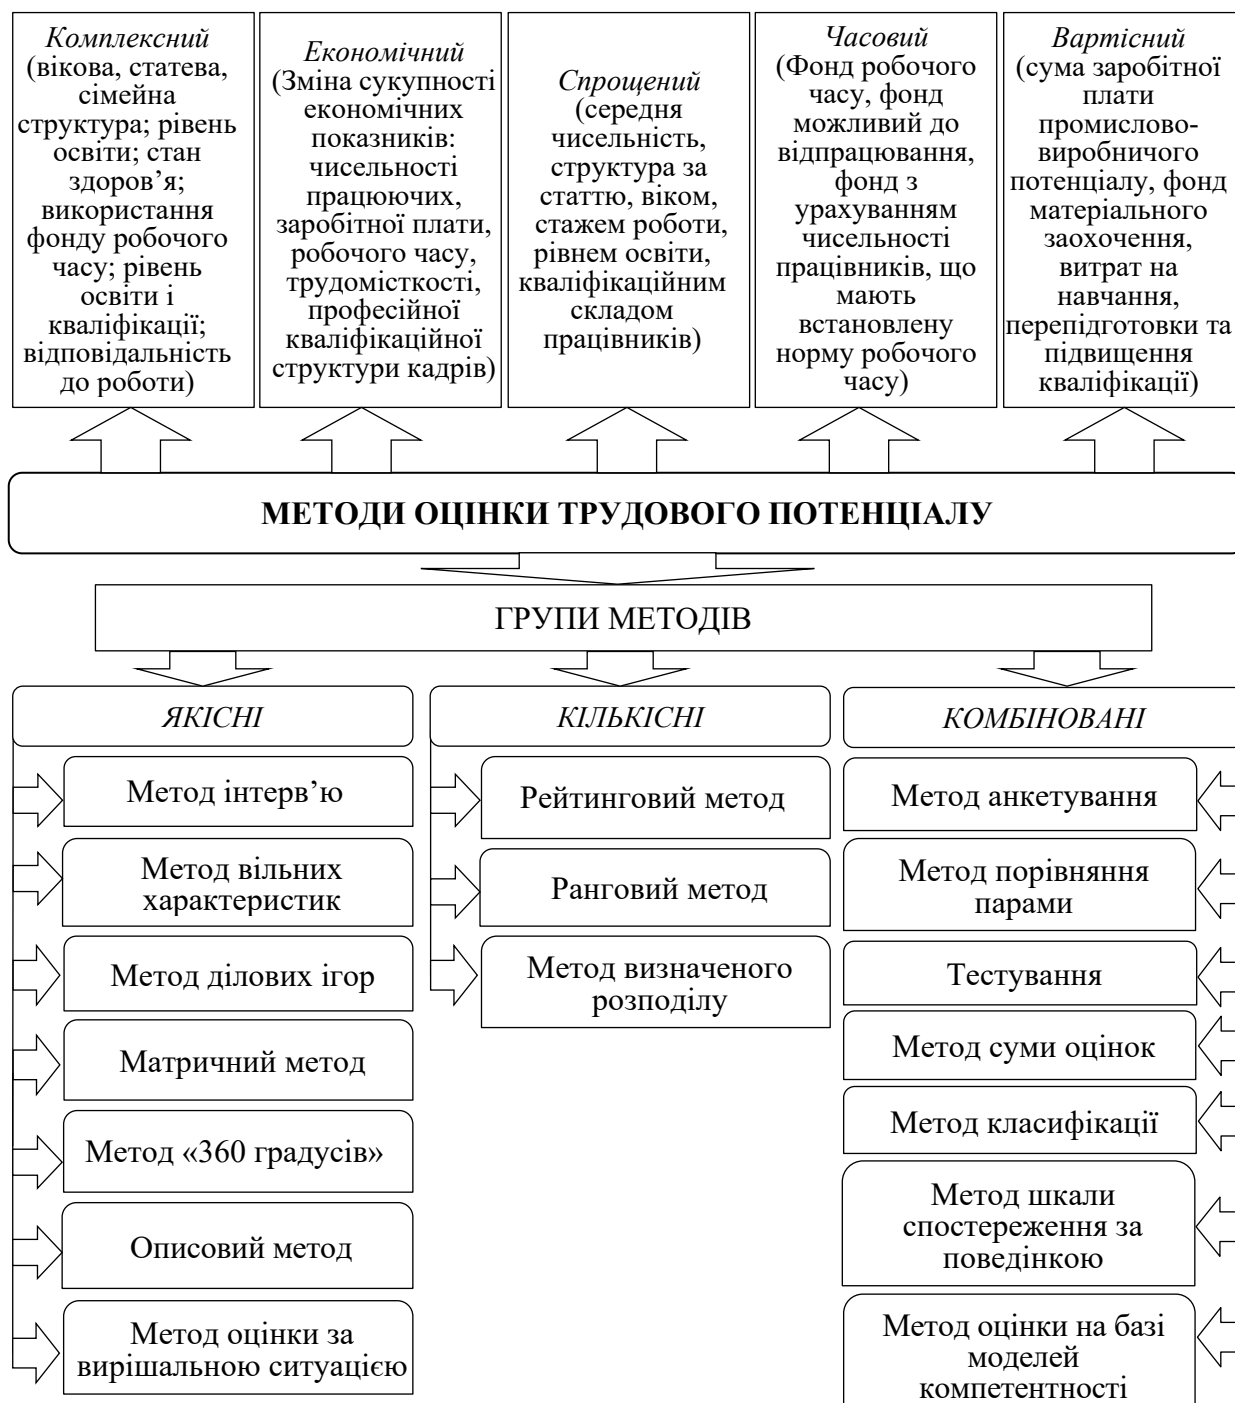 Комплексний
(вікова, статева,
сімейна
структура; рівень
освіти; стан
здоров’я;
використання
фонду робочого
часу; рівень
освіти і
кваліфікації;
відповідальність
до роботи)
Економічний
(Зміна сукупності
економічних
показників:
чисельності
працюючих,
заробітної плати,
робочого часу,
трудомісткості,
професійної
кваліфікаційної
структури кадрів)
Спрощений
(середня
чисельність,
структура за
статтю, віком,
стажем роботи,
рівнем освіти,
кваліфікаційним
складом
працівників)
Часовий
(Фонд робочого
часу, фонд
можливий до
відпрацювання,
фонд з
урахуванням
чисельності
працівників, що
мають
встановлену
норму робочого
часу)
Вартісний
(сума заробітної
плати
промислово-
виробничого
потенціалу, фонд
матеріального
заохочення,
витрат на
навчання,
перепідготовки та
підвищення
кваліфікації)
МЕТОДИ ОЦІНКИ ТРУДОВОГО ПОТЕНЦІАЛУ
ГРУПИ МЕТОДІВ
ЯКІСНІ
Метод інтерв’ю
Метод вільних
характеристик
Метод ділових ігор
Матричний метод
Метод «360 градусів»
Описовий метод
Метод оцінки за
вирішальною ситуацією
КІЛЬКІСНІ
Рейтинговий метод
Ранговий метод
Метод визначеного
розподілу
КОМБІНОВАНІ
Метод анкетування
Метод порівняння
парами
Тестування
Метод суми оцінок
Метод класифікації
Метод шкали
спостереження за
поведінкою
Метод оцінки на базі
моделей
компетентності